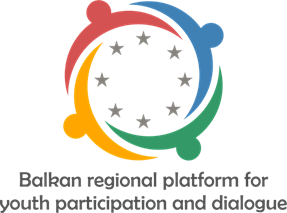 Balkan regional platform for
youth participation and dialogue